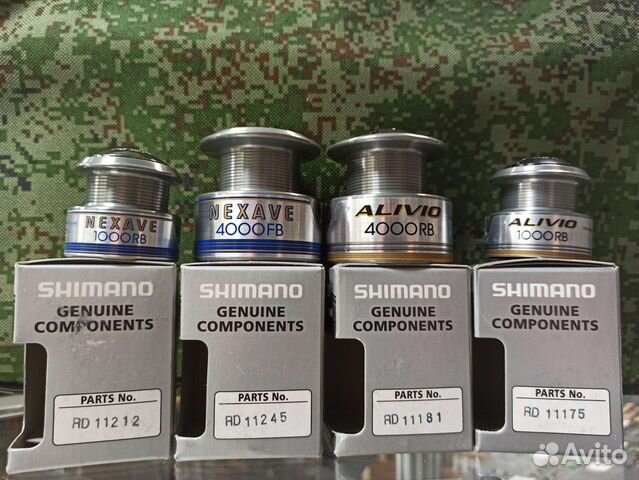 NEXAVE
1000RB
NEXAVE
4000FB
ALIVIO
4000RB
ALIVIO
1000RB
SHIMANO
GENUINE
COMPONENTS
PARTS No.
RD 11212
SHIMANO
GENUINE
COMPONENTS
PARTS No.
RD 11245
SHIMANO
GENUINE
COMPONENTS
PARTS No.
RD 11181
SHIMANO
GENUINE
COMPONENTS
PARTS No.
RD 11175
Avito